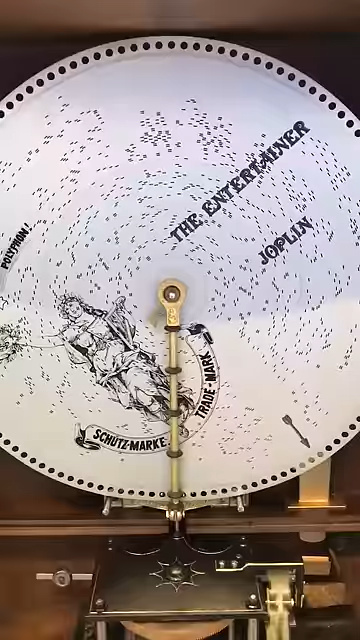 THE ENTERTAINER
JOPLIN
POLYPHON!
SCHUTZ-MARKE.
TRADE-MARK